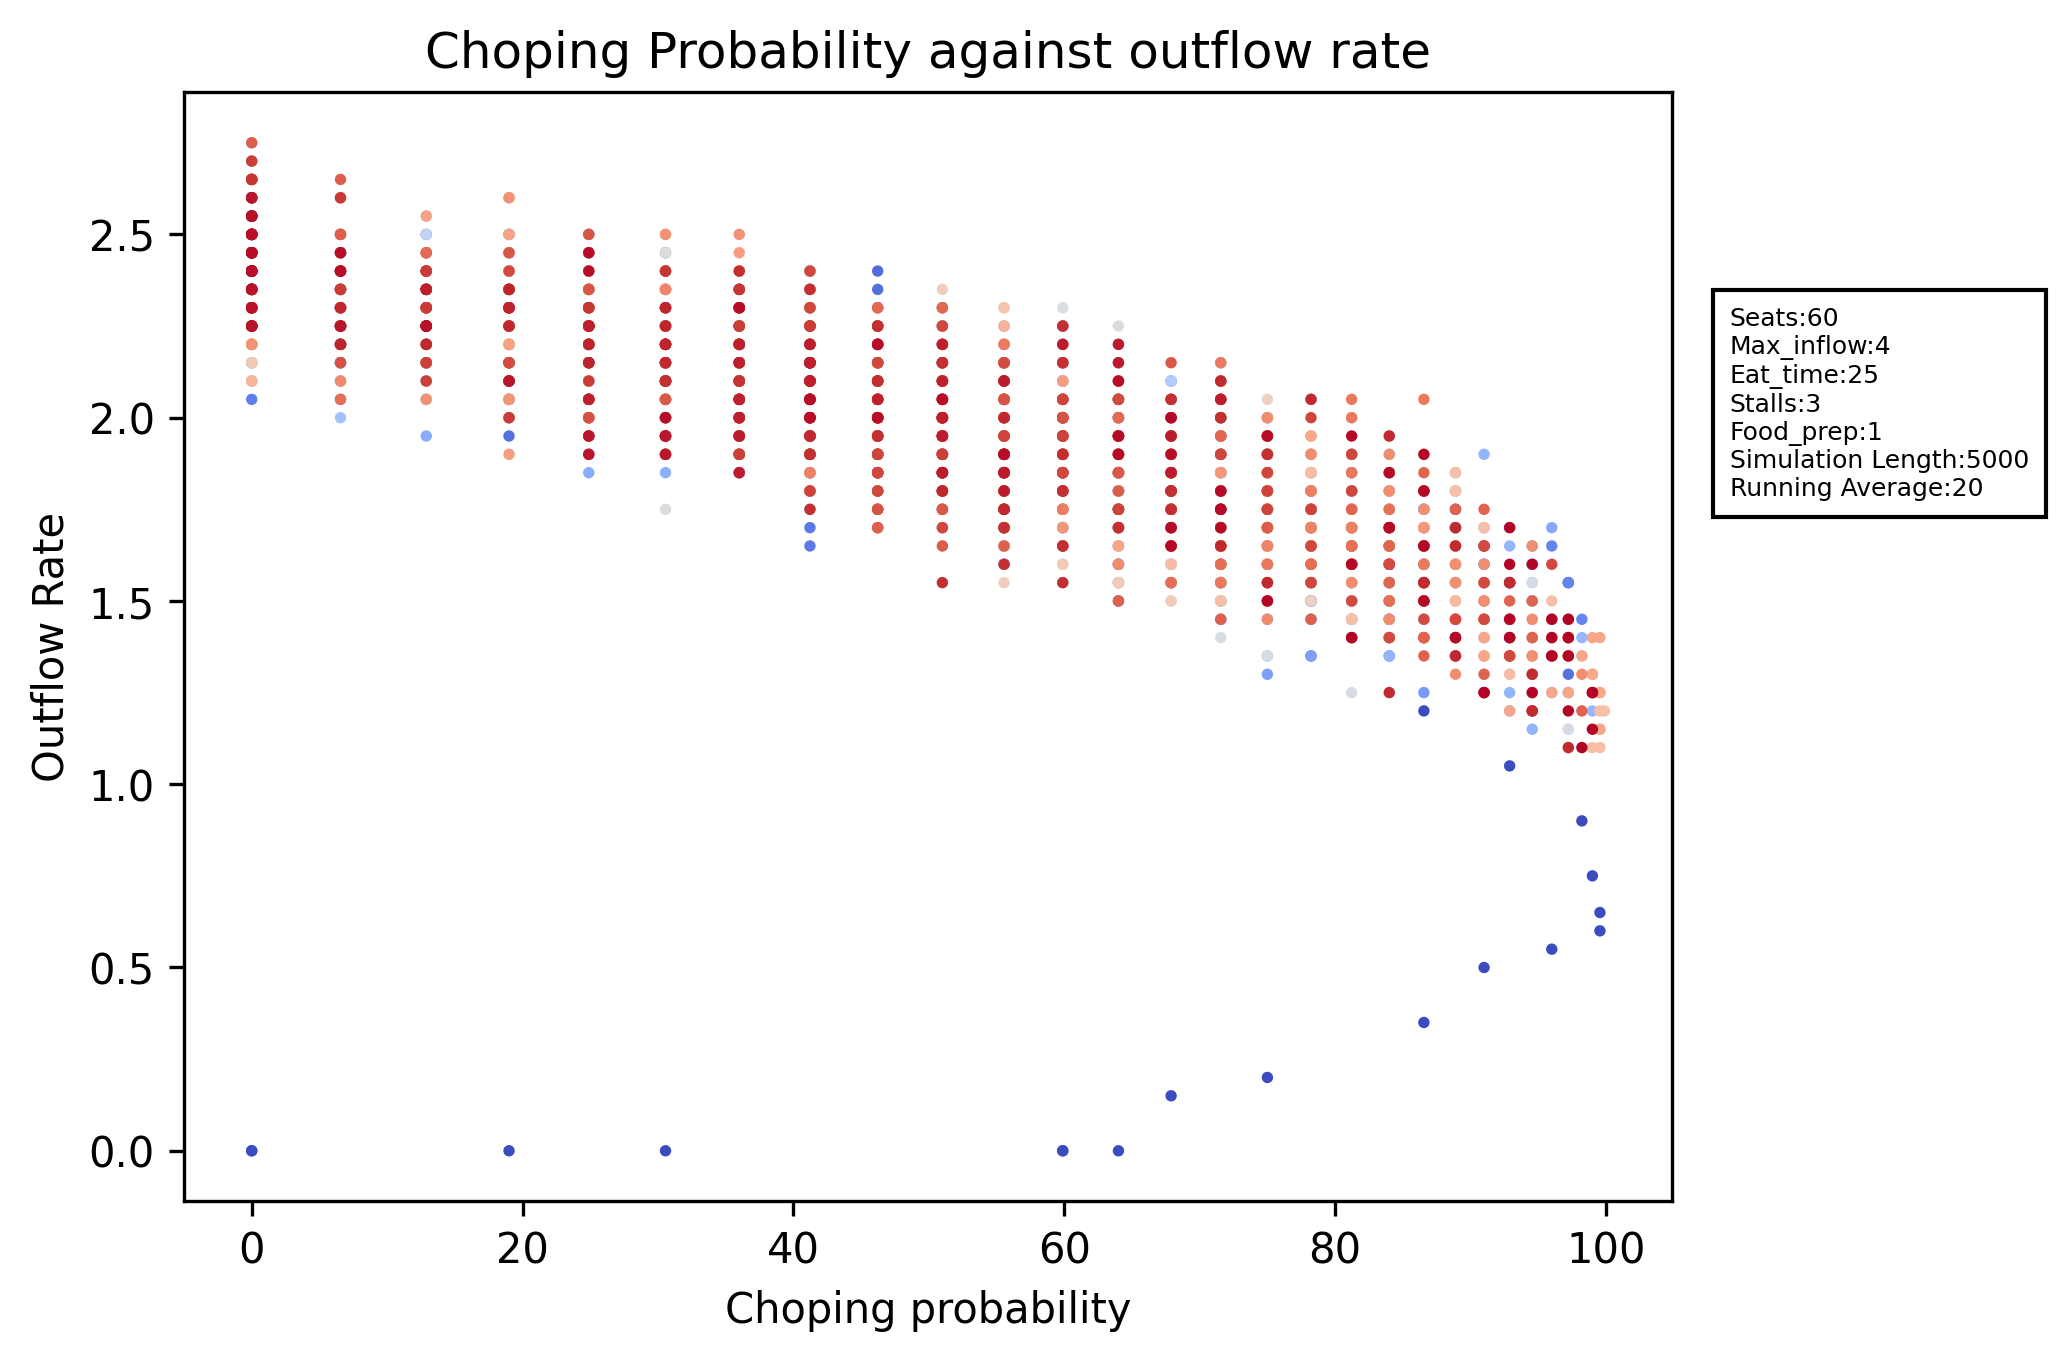 Choping Probability against outflow rate
Outflow Rate
2.5
2.0
1.5
1.0
0.5
0.0
0 20 40 60 80 100
Choping probability
Seats:60
Max_inflow:4
Eat_time:25
Stalls:3
Food_prep:1
Simulation Length:5000
Running Average:20